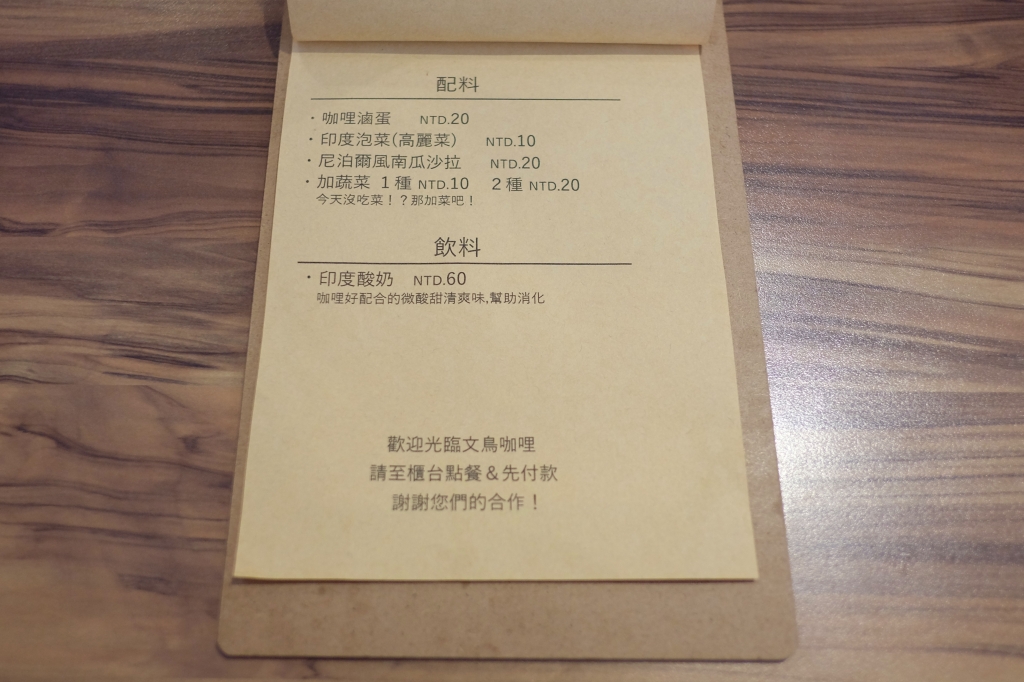 配料
・咖哩滷蛋 NTD.20
・印度泡菜(高麗菜) NTD.10
・尼泊爾風南瓜沙拉 NTD.20
・加蔬菜 1種 NTD.10 2種 NTD.20
今天沒吃菜!？那加菜吧!
飲料
・印度酸奶 NTD.60
咖哩好配合的微酸甜清爽味,幫助消化
歡迎光臨文鳥咖哩
請至櫃台點餐＆先付款
謝謝您們的合作！